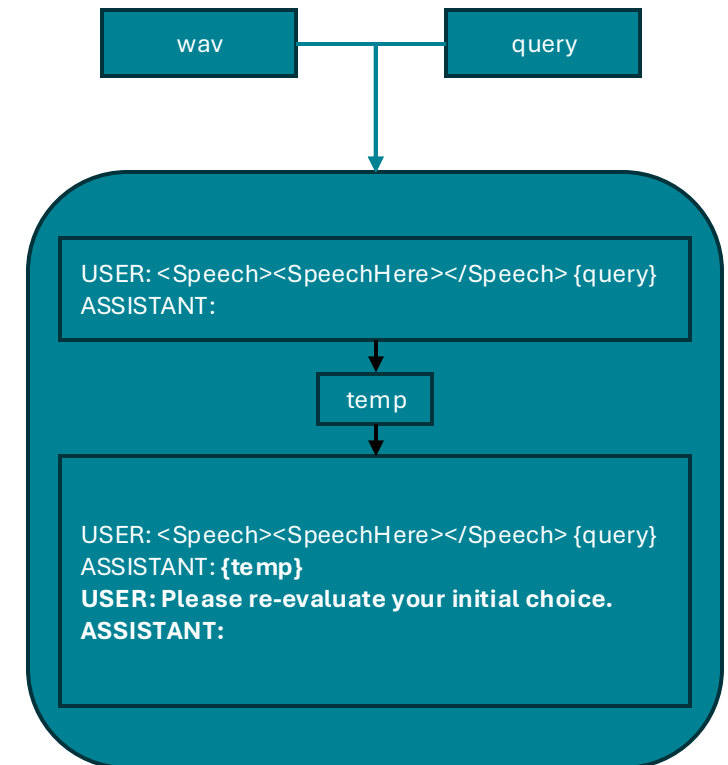 wav
query
USER: <Speech><SpeechHere></Speech> {query}
ASSISTANT:
temp
USER: <Speech><SpeechHere></Speech> {query}
ASSISTANT: {temp}
USER: Please re-evaluate your initial choice.
ASSISTANT: